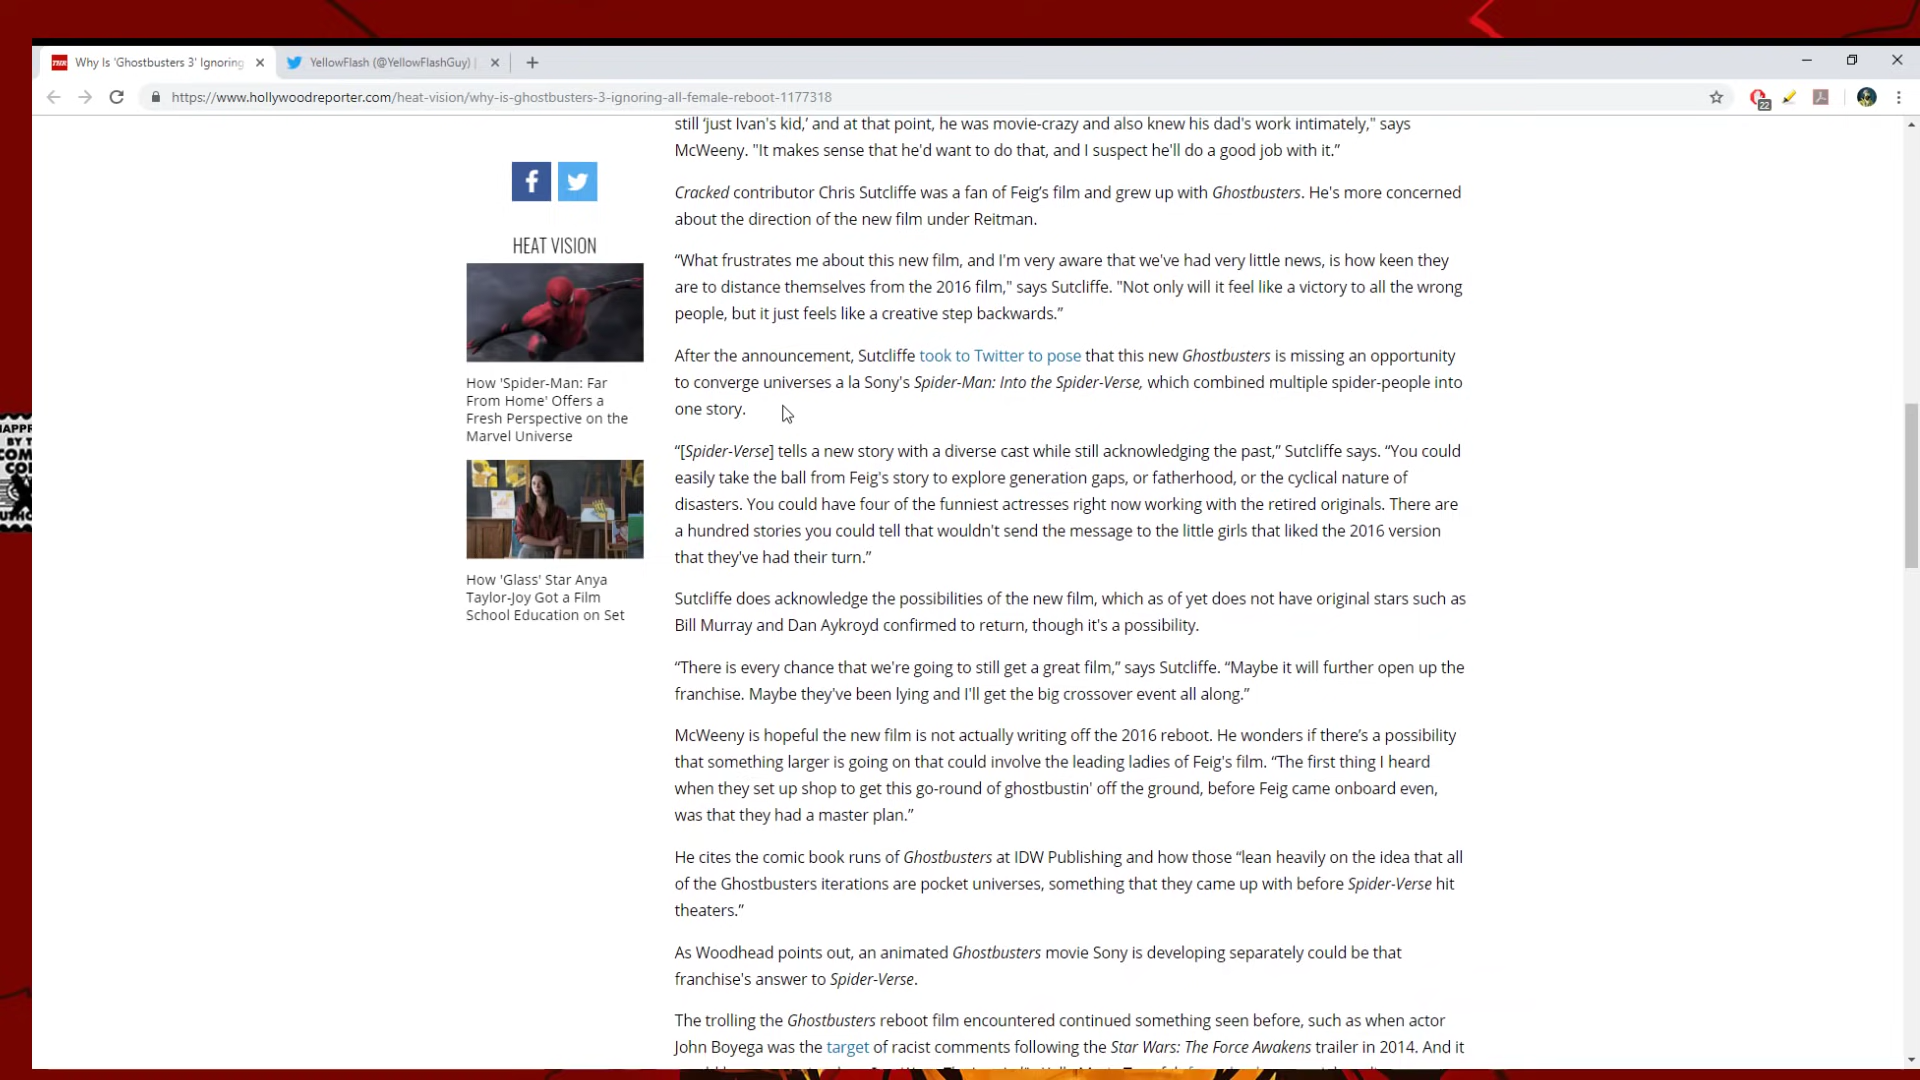 THR Why Is 'Ghostbusters 3' Ignoring
YellowFlash (@YellowFlashGuy) |
https://www.hollywoodreporter.com/heat-vision/why-is-ghostbusters-3-ignoring-all-female-reboot-1177318
22
still ‘just Ivan's kid,’ and at that point, he was movie-crazy and also knew his dad's work intimately," says
McWeeny. "It makes sense that he'd want to do that, and I suspect he'll do a good job with it.”
Cracked contributor Chris Sutcliffe was a fan of Feig’s film and grew up with Ghostbusters. He's more concerned
about the direction of the new film under Reitman.
“What frustrates me about this new film, and I'm very aware that we've had very little news, is how keen they
are to distance themselves from the 2016 film," says Sutcliffe. "Not only will it feel like a victory to all the wrong
people, but it just feels like a creative step backwards.”
After the announcement, Sutcliffe took to Twitter to pose that this new Ghostbusters is missing an opportunity
to converge universes a la Sony's Spider-Man: Into the Spider-Verse, which combined multiple spider-people into
one story.
“[Spider-Verse] tells a new story with a diverse cast while still acknowledging the past,” Sutcliffe says. “You could
easily take the ball from Feig's story to explore generation gaps, or fatherhood, or the cyclical nature of
disasters. You could have four of the funniest actresses right now working with the retired originals. There are
a hundred stories you could tell that wouldn't send the message to the little girls that liked the 2016 version
that they've had their turn.”
Sutcliffe does acknowledge the possibilities of the new film, which as of yet does not have original stars such as
Bill Murray and Dan Aykroyd confirmed to return, though it's a possibility.
“There is every chance that we're going to still get a great film,” says Sutcliffe. “Maybe it will further open up the
franchise. Maybe they've been lying and I'll get the big crossover event all along.”
McWeeny is hopeful the new film is not actually writing off the 2016 reboot. He wonders if there’s a possibility
that something larger is going on that could involve the leading ladies of Feig's film. “The first thing I heard
when they set up shop to get this go-round of ghostbustin' off the ground, before Feig came onboard even,
was that they had a master plan.”
He cites the comic book runs of Ghostbusters at IDW Publishing and how those “lean heavily on the idea that all
of the Ghostbusters iterations are pocket universes, something that they came up with before Spider-Verse hit
theaters.”
As Woodhead points out, an animated Ghostbusters movie Sony is developing separately could be that
franchise's answer to Spider-Verse.
The trolling the Ghostbusters reboot film encountered continued something seen before, such as when actor
John Boyega was the target of racist comments following the Star Wars: The Force Awakens trailer in 2014. And it
HEAT VISION
How 'Spider-Man: Far
From Home' Offers a
Fresh Perspective on the
Marvel Universe
How 'Glass' Star Anya
Taylor-Joy Got a Film
School Education on Set